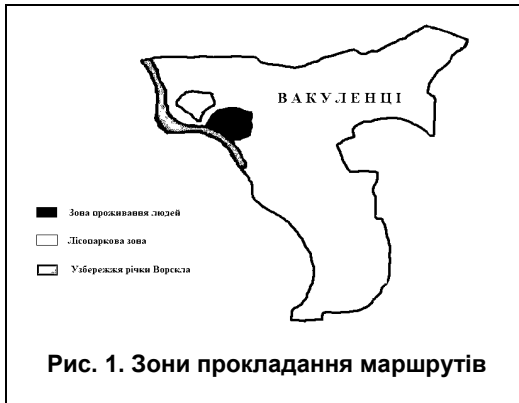 ВАКУЛЕНЦІ
Зона проживання людей
Лісопаркова зона
Узбережжя річки Ворскла
Рис. 1. Зони прокладання маршрутів